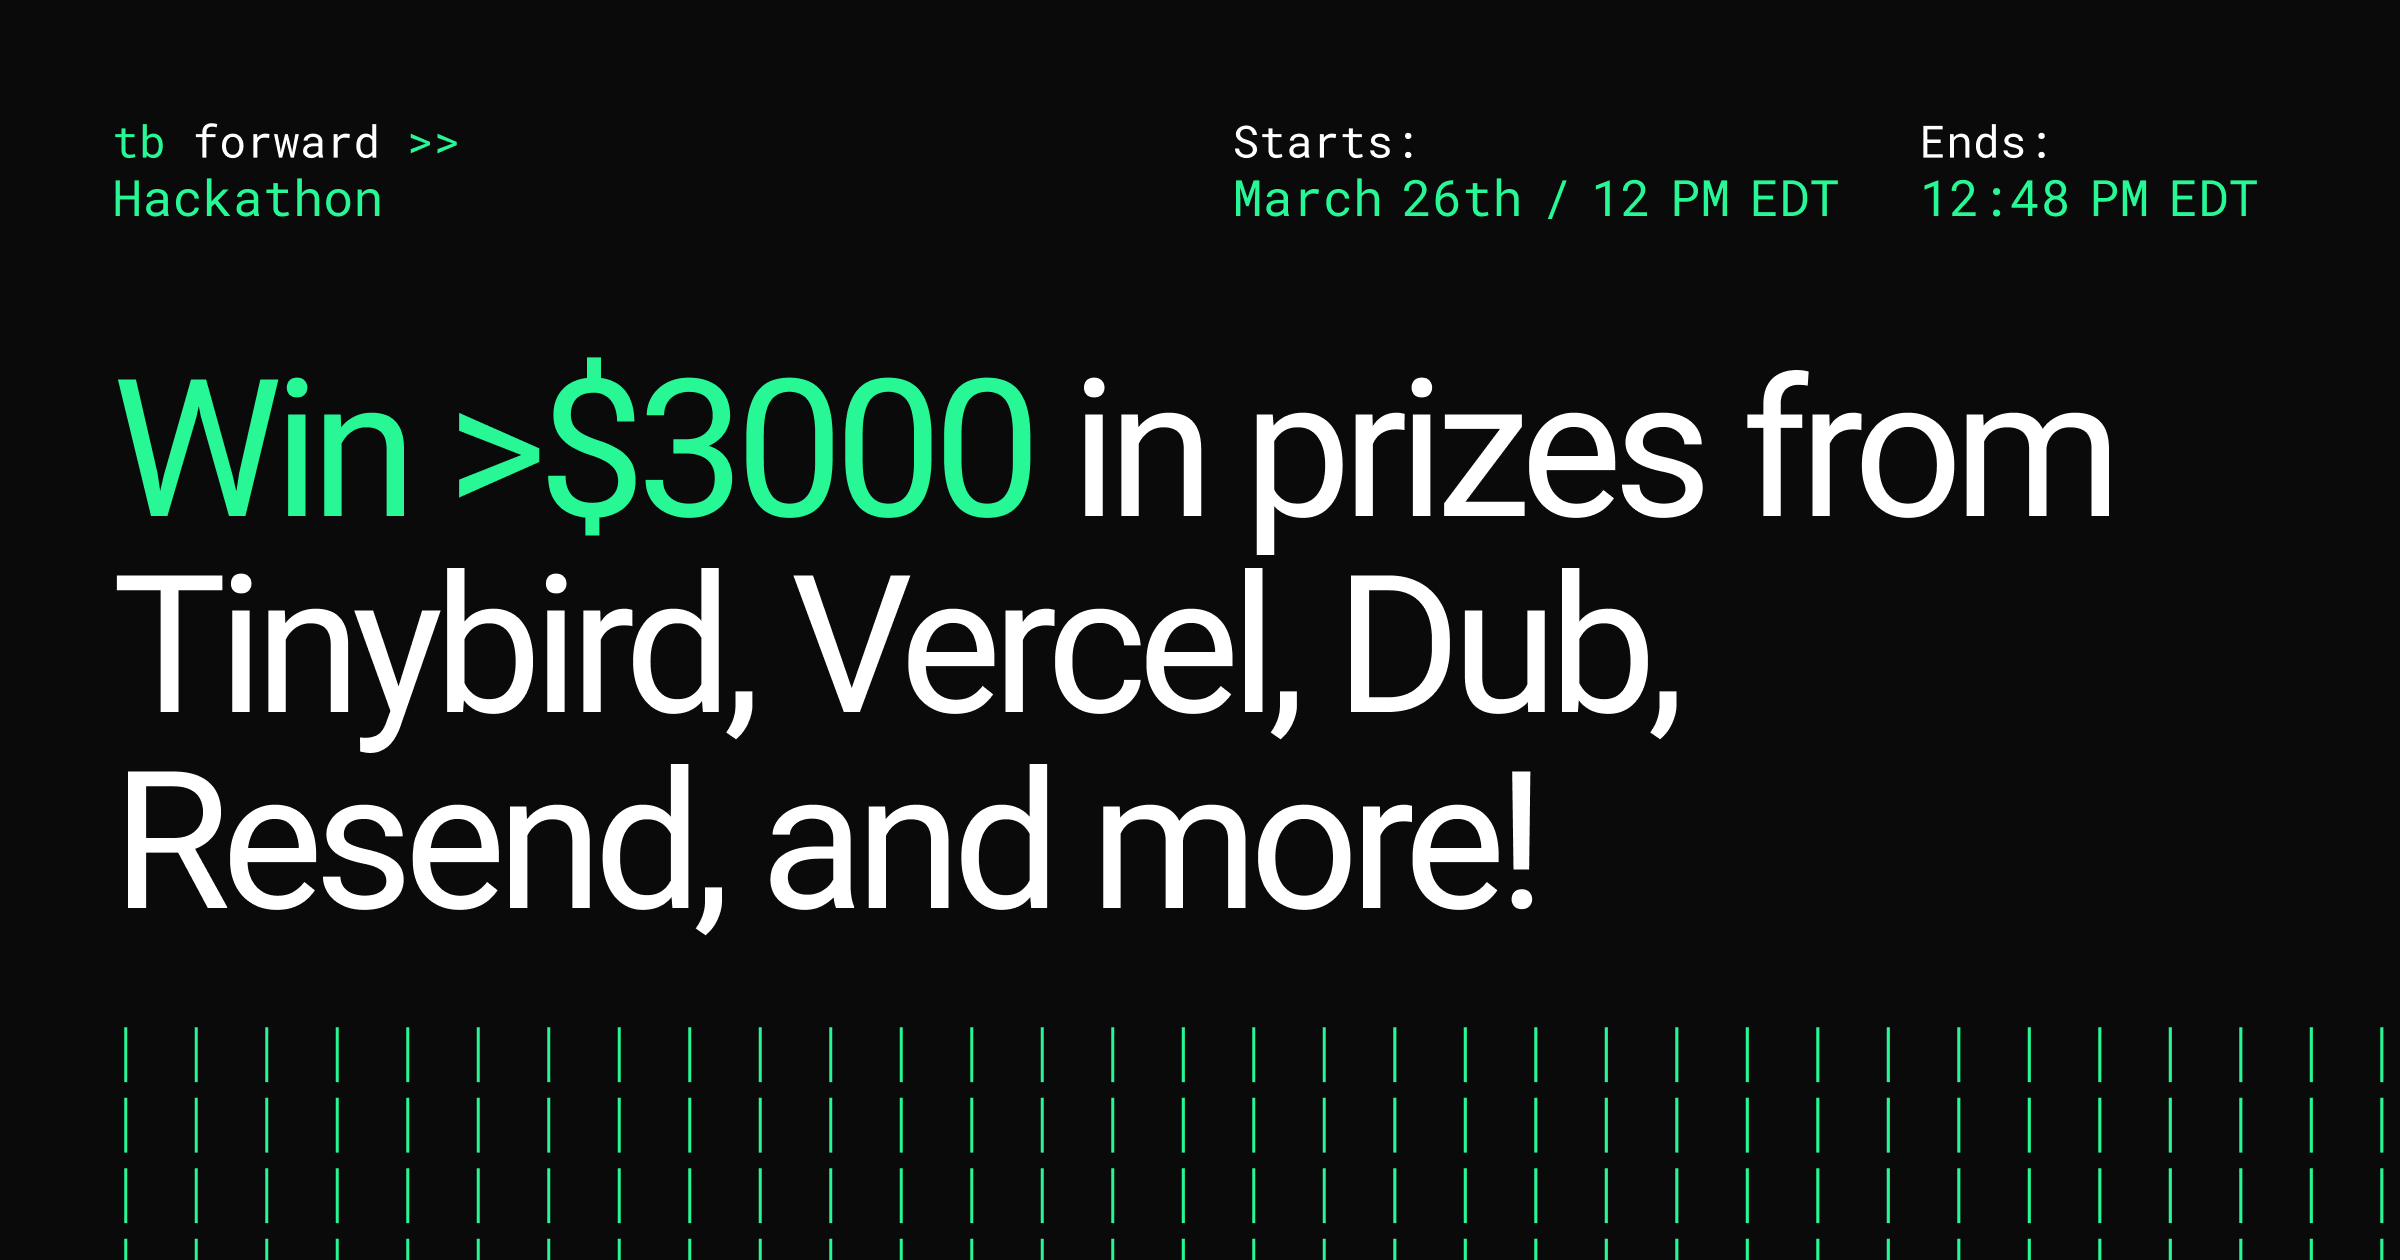 tb forward >>
Hackathon
Starts:
March 26th / 12 PM EDT
Ends:
12:48 PM EDT
Win >$3000 in prizes from
Tinybird, Vercel, Dub,
Resend, and more!